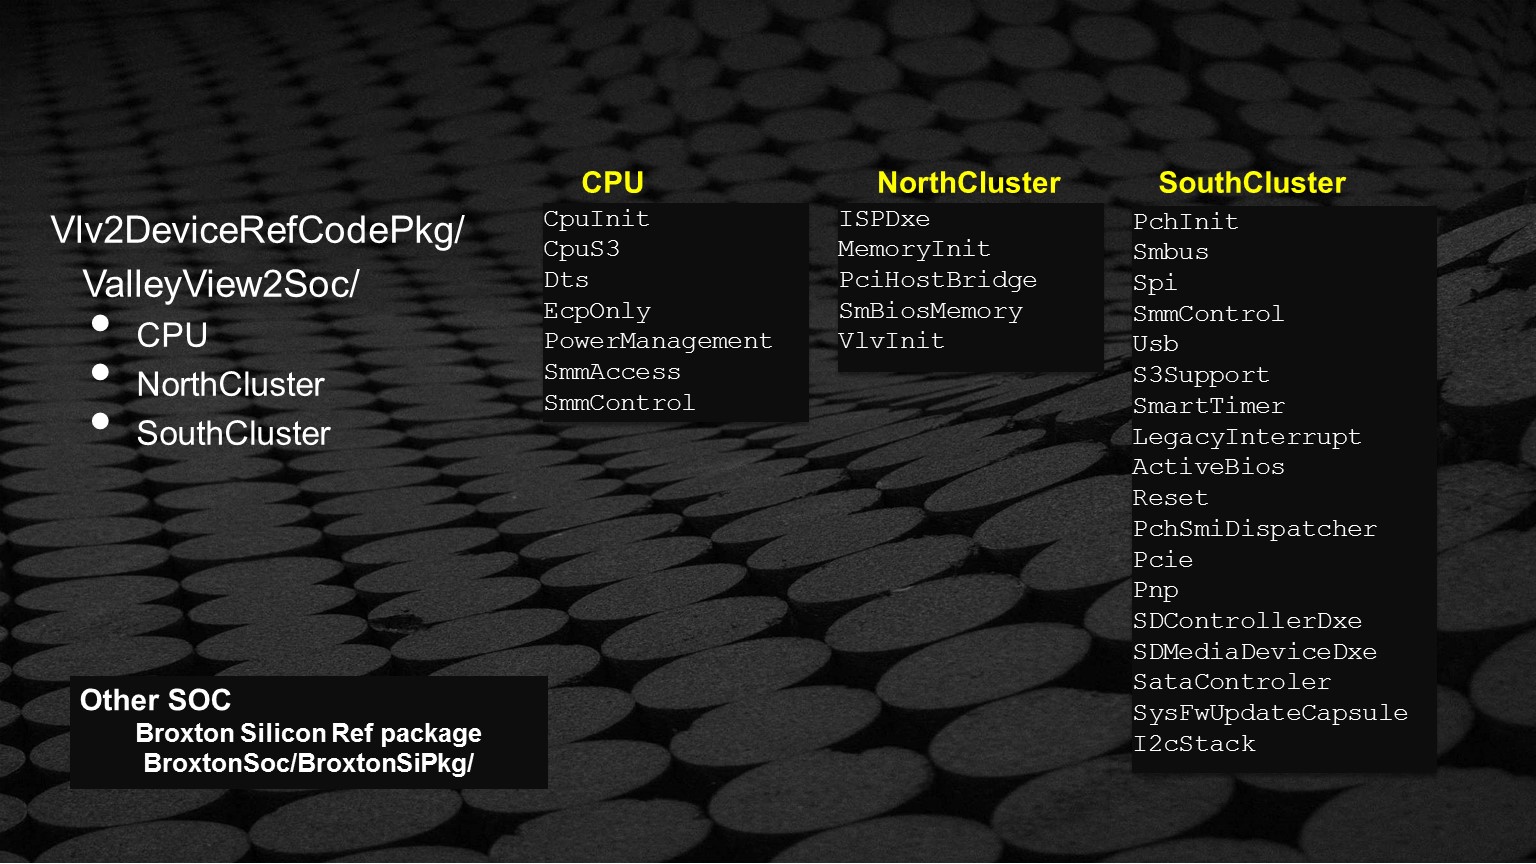 Vlv2DeviceRefCodePkg/
ValleyView2Soc/
• CPU
• NorthCluster
• SouthCluster
CPU
CpuInit
CpuS3
Dts
EcpOnly
PowerManagement
SmmAccess
SmmControl
NorthCluster
ISPDxe
MemoryInit
PciHostBridge
SmBiosMemory
VlvInit
SouthCluster
PchInit
Smbus
Spi
SmmControl
Usb
S3Support
SmartTimer
LegacyInterrupt
ActiveBios
Reset
PchSmiDispatcher
Pcie
Pnp
SDControllerDxe
SDMediaDeviceDxe
SataControler
SysFwUpdateCapsule
I2cStack
Other SOC
Broxton Silicon Ref package
BroxtonSoc/BroxtonSiPkg/